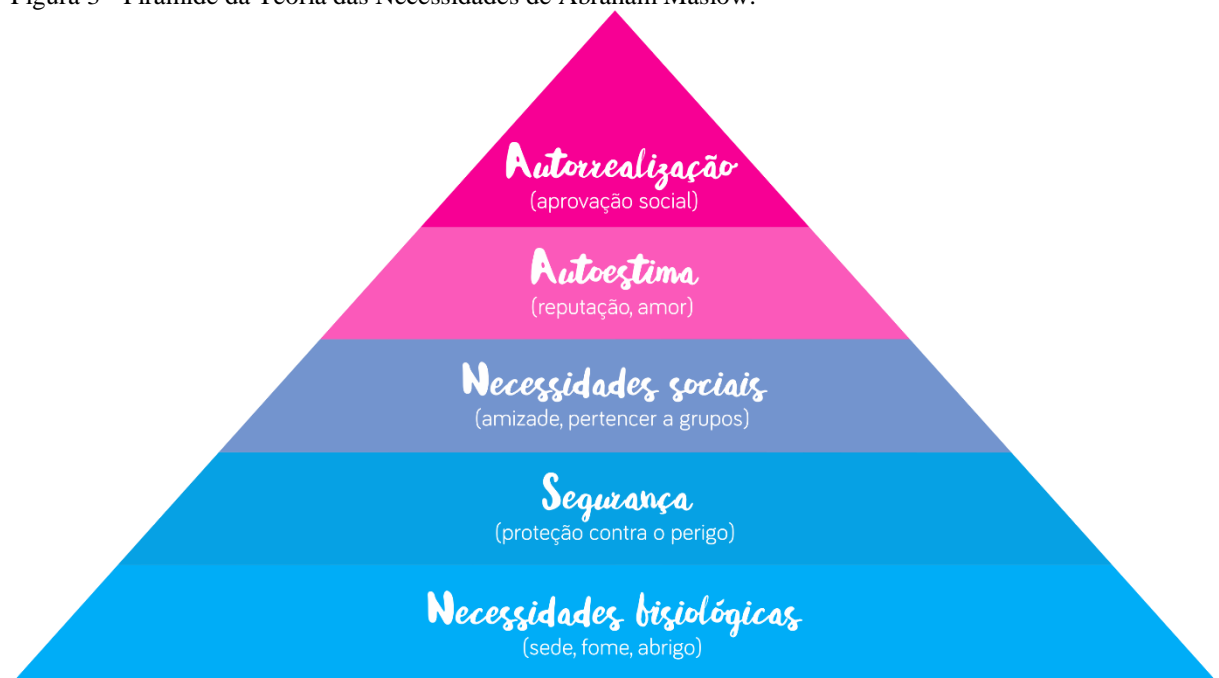 Figura - Pirâmide da Teoria das Necessidades de Abraham Maslow.
Autorrealização
(aprovação social)
Autoestima
(reputação, amor)
Necessidades sociais
(amizade, pertencer a grupos)
Segurança
(proteção contra o perigo)
Necessidades fisiológicas
(sede, fome, abrigo)